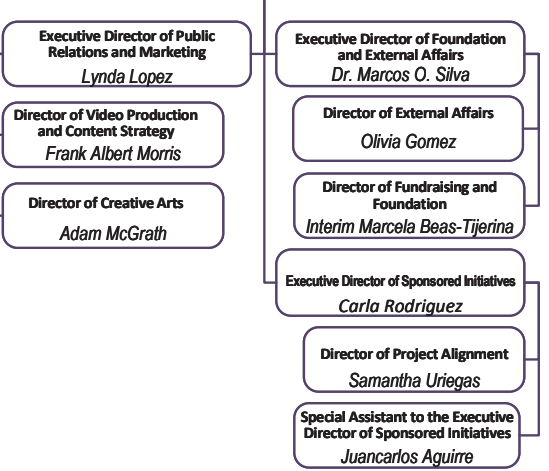 Executive Director of Public
Relations and Marketing
Lynda Lopez
Director of Video Production
and Content Strategy
Frank Albert Morris
Director of Creative Arts
Adam McGrath
Executive Director of Foundation
and External Affairs
Dr. Marcos O. Silva
Director of External Affairs
Olivia Gomez
Director of Fundraising and
Foundation
Interim Marcela Beas-Tijerina
Executive Director of Sponsored Initiatives
Carla Rodriguez
Director of Project Alignment
Samantha Uriegas
Special Assistant to the Executive
Director of Sponsored Initiatives
Juancarlos Aguirre